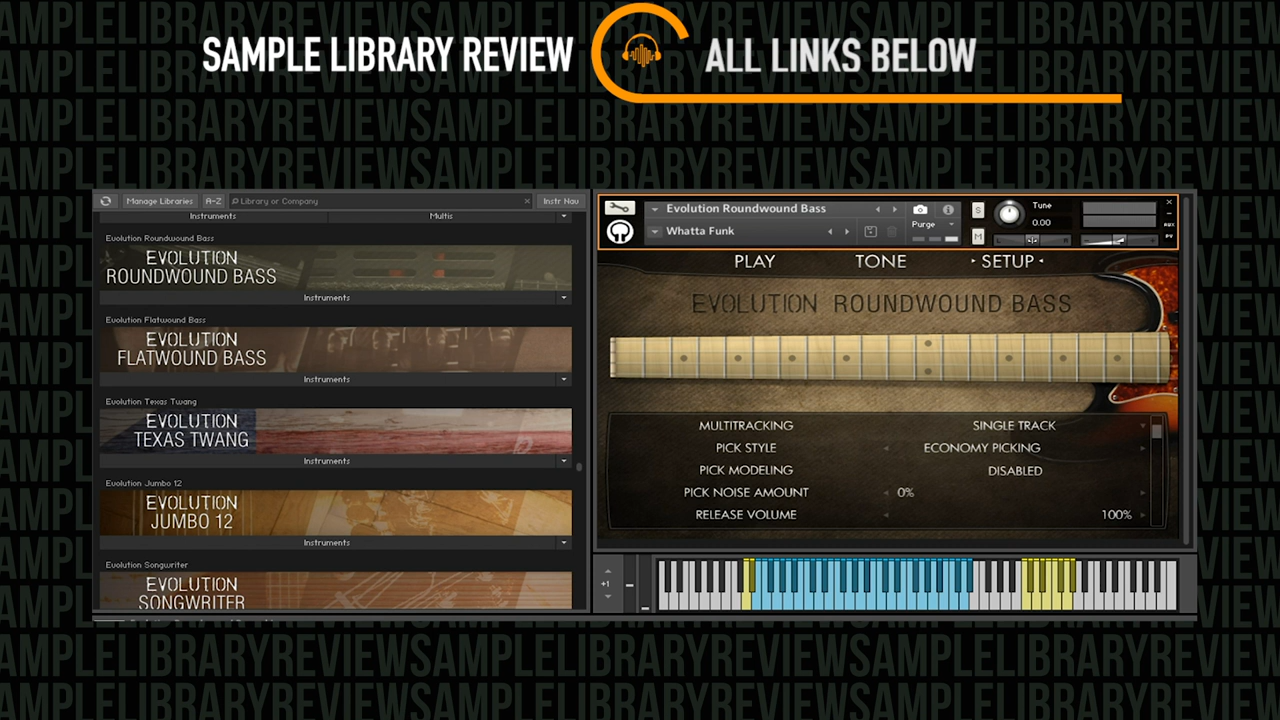 SAMPLE LIBRARY REVIEW
ALL LINKS BELOW
Manage Libraries
A-Z
Library or Company
Instr Nav
Instruments
Multis
Evolution Roundwound Bass
EVOLUTION
ROUNDWOUND BASS
Instruments
Evolution Flatwound Bass
EVOLUTION
FLATWOUND BASS
Instruments
Evolution Texas Twang
EVOLUTION
TEXAS TWANG
Instruments
Evolution Jumbo 12
EVOLUTION
JUMBO 12
Instruments
Evolution Songwriter
EVOLUTION
SONGWRITER
Evolution Roundwound Bass
Whatta Funk
Purge
S
M
Tune
0.00
L
R
AUX
PV
PLAY
TONE
SETUP
EVOLUTION ROUNDWOUND BASS
MULTITRACKING SINGLE TRACK
PICK STYLE ECONOMY PICKING
PICK MODELING DISABLED
PICK NOISE AMOUNT 0%
RELEASE VOLUME 100%
+1